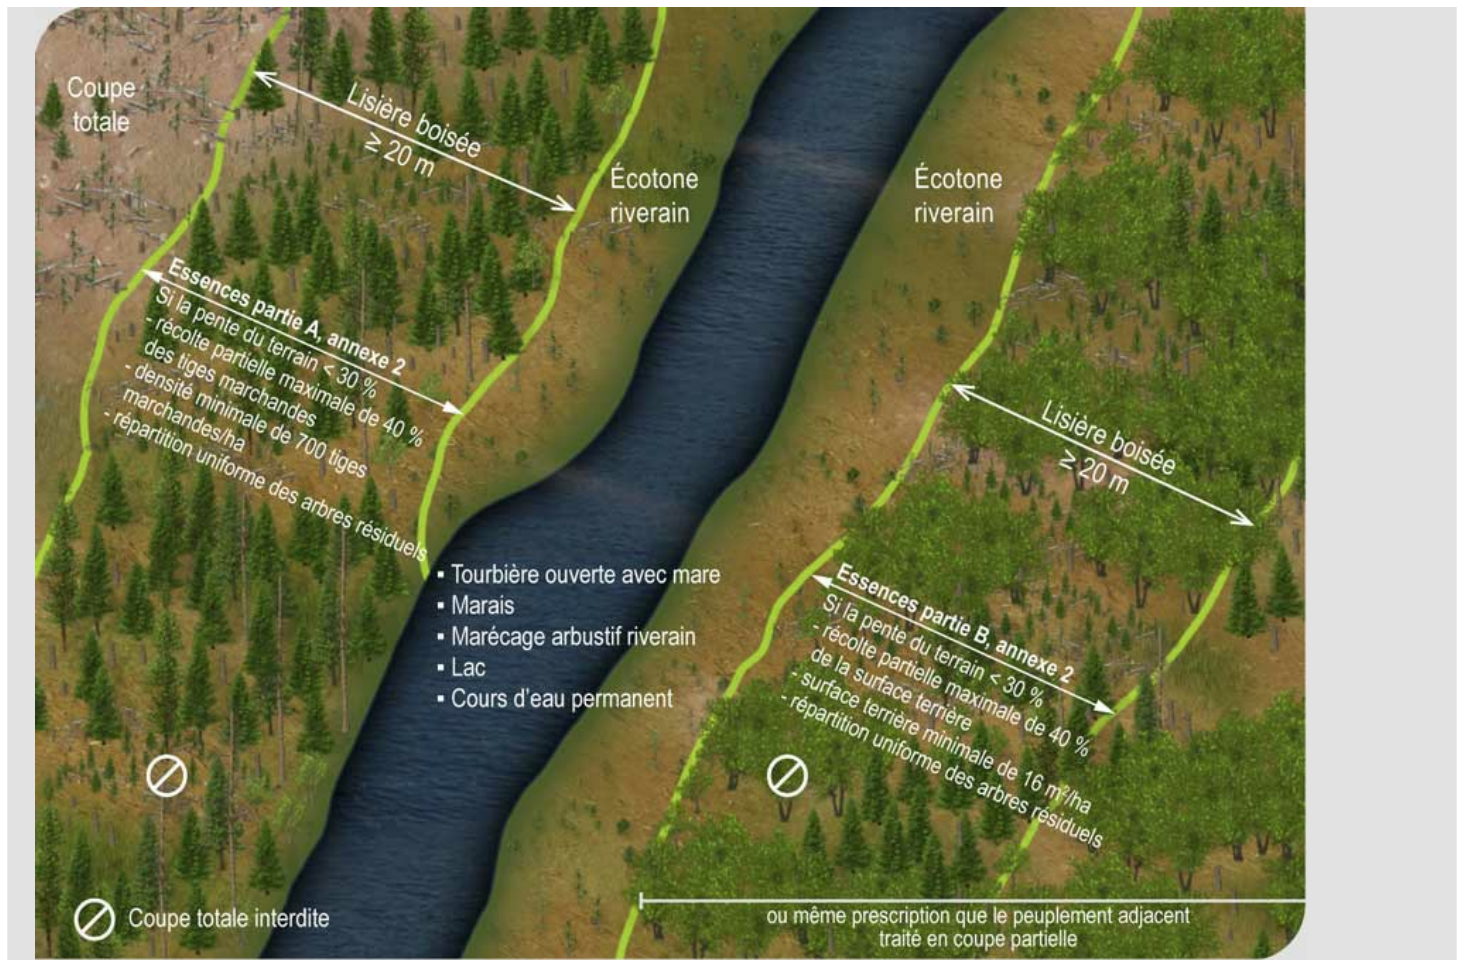 Coupe
totale
Lisière boisée
≥ 20 m
Écotone
riverain
Écotone
riverain
Essences partie A, annexe 2
Si la pente du terrain < 30 %
- récolte partielle maximale de 40 %
des tiges marchandes
- densité minimale de 700 tiges
marchandes/ha
- répartition uniforme des arbres résiduels
Lisière boisée
≥ 20 m
▪ Tourbière ouverte avec mare
▪ Marais
▪ Marécage arbustif riverain
▪ Lac
▪ Cours d'eau permanent
Essences partie B, annexe 2
Si la pente du terrain < 30 %
- récolte partielle maximale de 40 %
de la surface terrière
- surface terrière minimale de 16 m²/ha
- répartition uniforme des arbres résiduels
Coupe totale interdite
ou même prescription que le peuplement adjacent
traité en coupe partielle